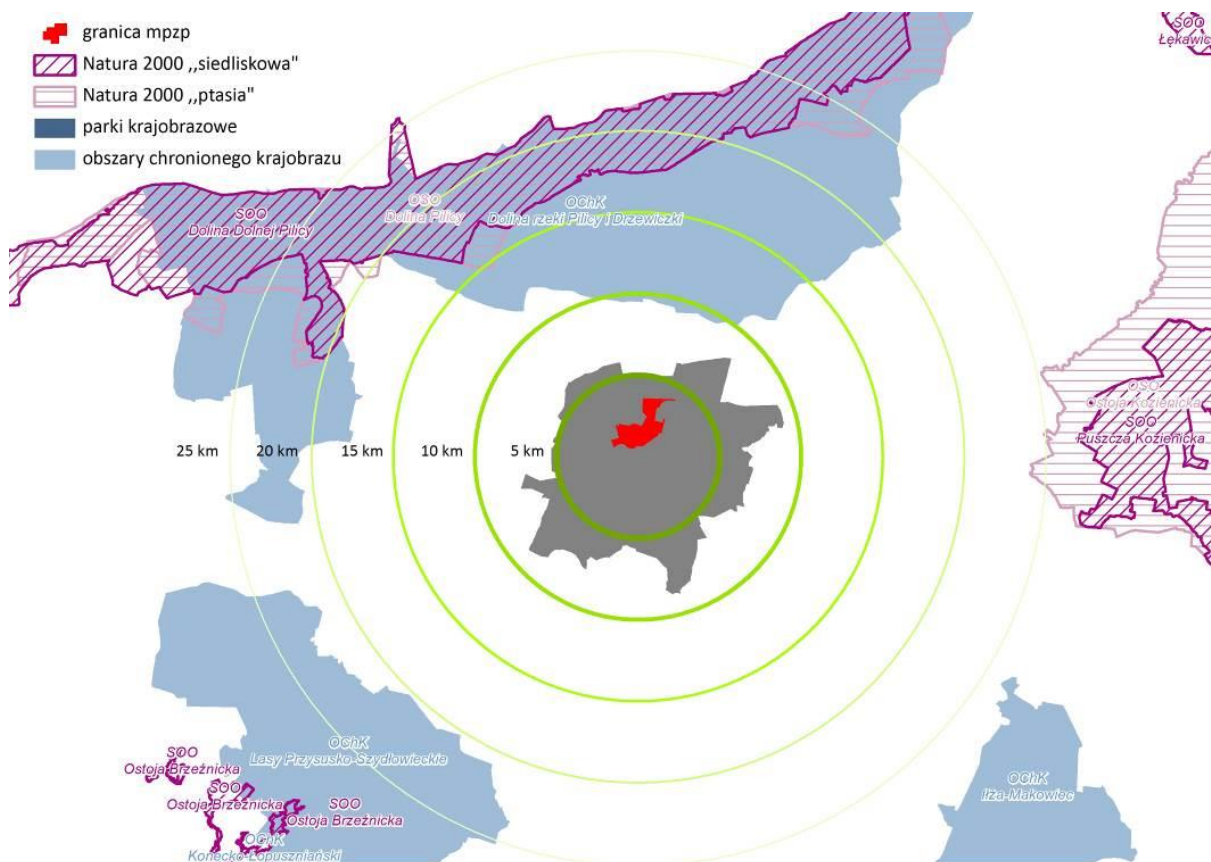 granica mpzp
Natura 2000 ,,siedliskowa"
Natura 2000 ,,ptasia"
parki krajobrazowe
obszary chronionego krajobrazu
SOO
Łękawica
SOO
Dolina Dolnej Pilicy
OSO
Dolina Pilicy
OChK
Dolina rzeki Pilicy i Drzewiczki
OSO
Ostoja Kozienicka
SOO
Puszcza Kozienicka
25 km
20 km
15 km
10 km
5 km
OChK
Lasy Przysusko-Szydłowieckie
SOO
Ostoja Brzeźnicka
SOO
Ostoja Brzeźnicka
SOO
Ostoja Brzeźnicka
OChK
Konecko-Łopuszniański
OChK
Iłża-Makowiec